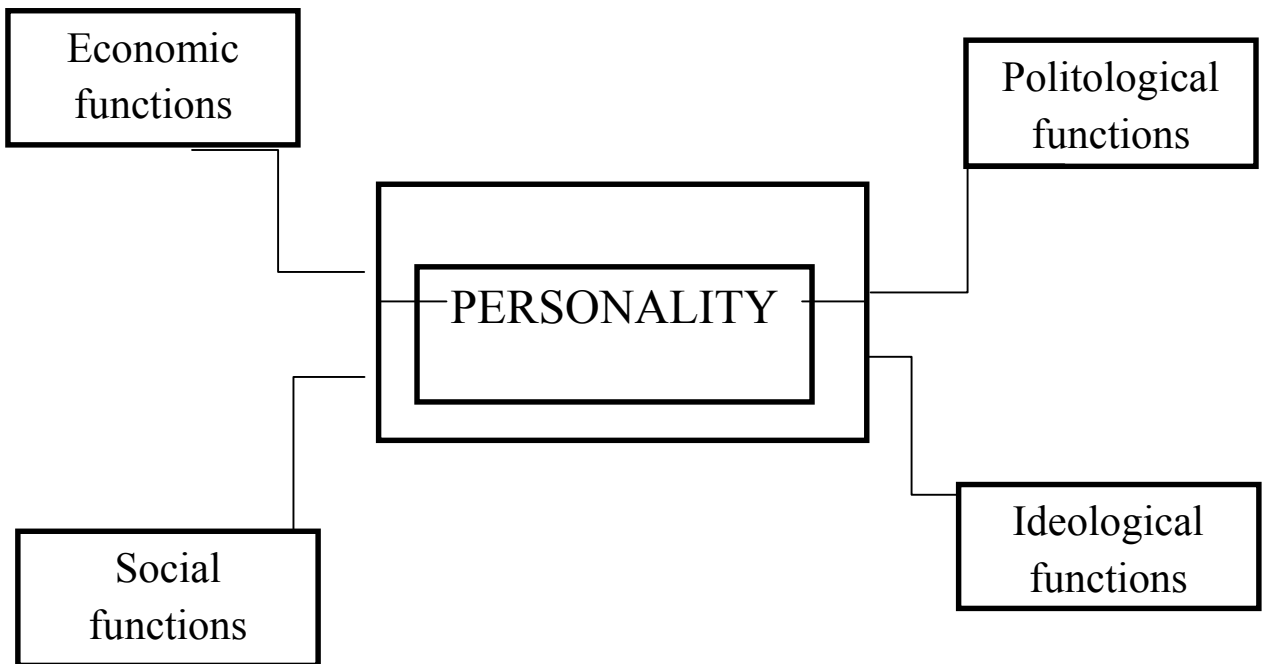 Economic
functions
Politological
functions
PERSONALITY
Social
functions
Ideological
functions